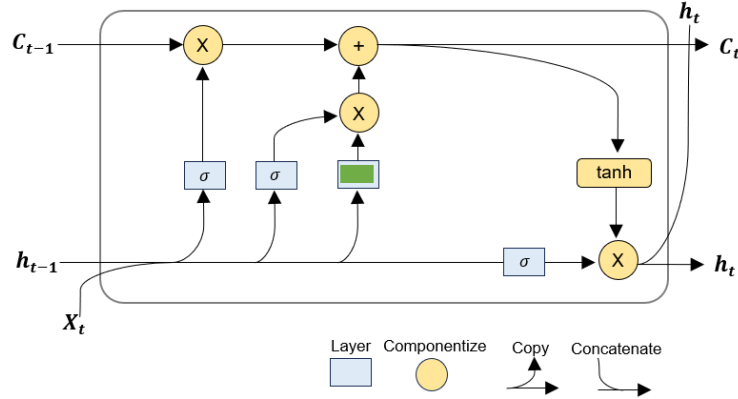 h_t
C_{t-1}
X
+
C_t
X
σ
σ
tanh
h_{t-1}
σ
X
h_t
X_t
Layer
Componentize
Copy
Concatenate